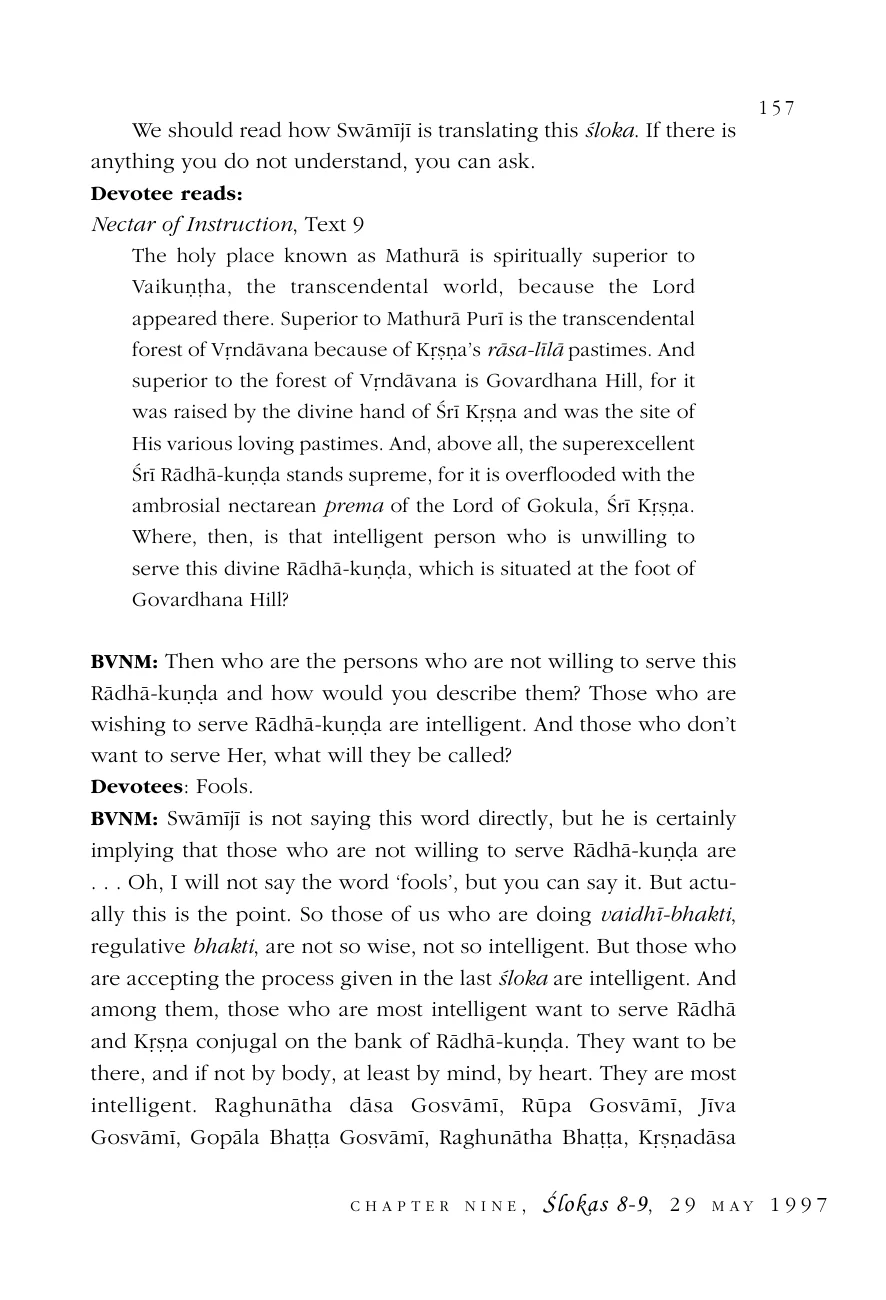 157
We should read how Swāmījī is translating this śloka. If there is
anything you do not understand, you can ask.
Devotee reads:
Nectar of Instruction, Text 9
The holy place known as Mathurā is spiritually superior to
Vaikuṇṭha, the transcendental world, because the Lord
appeared there. Superior to Mathurā Purī is the transcendental
forest of Vṛndāvana because of Kṛṣṇa’s rāsa-līlā pastimes. And
superior to the forest of Vṛndāvana is Govardhana Hill, for it
was raised by the divine hand of Śrī Kṛṣṇa and was the site of
His various loving pastimes. And, above all, the superexcellent
Śrī Rādhā-kuṇḍa stands supreme, for it is overflooded with the
ambrosial nectarean prema of the Lord of Gokula, Śrī Kṛṣṇa.
Where, then, is that intelligent person who is unwilling to
serve this divine Rādhā-kuṇḍa, which is situated at the foot of
Govardhana Hill?
BVNM: Then who are the persons who are not willing to serve this
Rādhā-kuṇḍa and how would you describe them? Those who are
wishing to serve Rādhā-kuṇḍa are intelligent. And those who don’t
want to serve Her, what will they be called?
Devotees: Fools.
BVNM: Swāmījī is not saying this word directly, but he is certainly
implying that those who are not willing to serve Rādhā-kuṇḍa are
. . . Oh, I will not say the word ‘fools’, but you can say it. But actu-
ally this is the point. So those of us who are doing vaidhī-bhakti,
regulative bhakti, are not so wise, not so intelligent. But those who
are accepting the process given in the last śloka are intelligent. And
among them, those who are most intelligent want to serve Rādhā
and Kṛṣṇa conjugal on the bank of Rādhā-kuṇḍa. They want to be
there, and if not by body, at least by mind, by heart. They are most
intelligent. Raghunātha dāsa Gosvāmī, Rūpa Gosvāmī, Jīva
Gosvāmī, Gopāla Bhaṭṭa Gosvāmī, Raghunātha Bhaṭṭa, Kṛṣṇadāsa
CHAPTER NINE, Ślokas 8-9, 29 MAY 1997